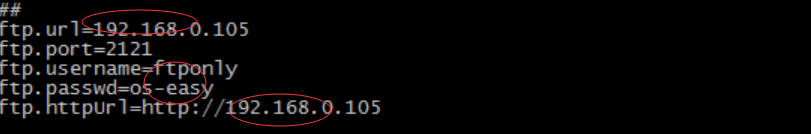 ##
ftp.url=192.168.0.105
ftp.port=2121
ftp.username=ftponly
ftp.passwd=os-easy
ftp.httpUrl=http://192.168.0.105